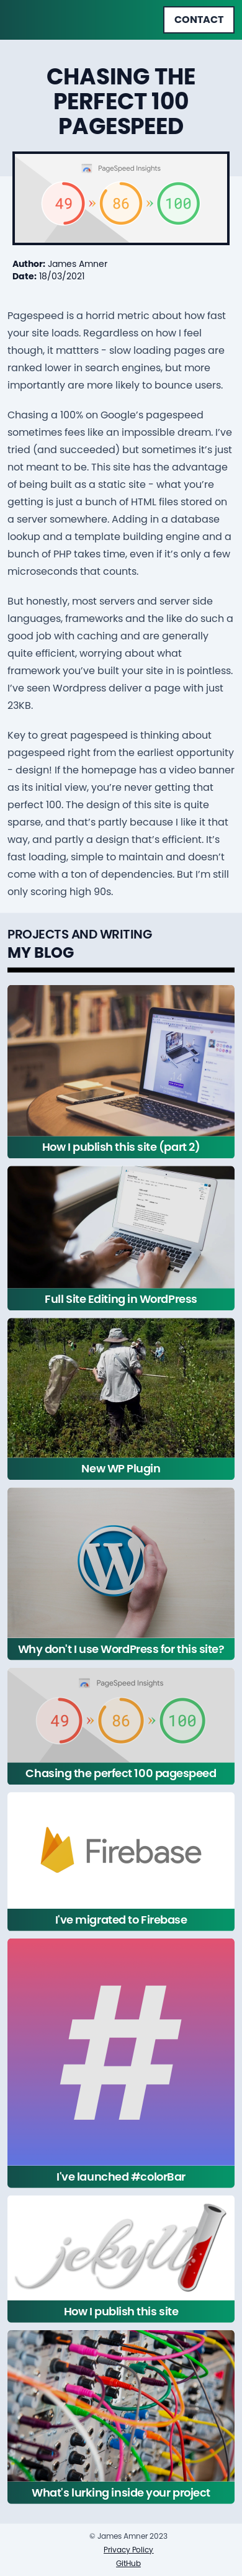 CONTACT
CHASING THE
PERFECT 100
PAGESPEED
PageSpeed Insights
49 » 86 » 100
Author: James Amner
Date: 18/03/2021
Pagespeed is a horrid metric about how fast
your site loads. Regardless on how I feel
though, it mattters - slow loading pages are
ranked lower in search engines, but more
importantly are more likely to bounce users.
Chasing a 100% on Google’s pagespeed
sometimes fees like an impossible dream. I’ve
tried (and succeeded) but sometimes it’s just
not meant to be. This site has the advantage
of being built as a static site - what you’re
getting is just a bunch of HTML files stored on
a server somewhere. Adding in a database
lookup and a template building engine and a
bunch of PHP takes time, even if it’s only a few
microseconds that counts.
But honestly, most servers and server side
languages, frameworks and the like do such a
good job with caching and are generally
quite efficient, worrying about what
framework you’ve built your site in is pointless.
I’ve seen Wordpress deliver a page with just
23KB.
Key to great pagespeed is thinking about
pagespeed right from the earliest opportunity
- design! If the homepage has a video banner
as its initial view, you’re never getting that
perfect 100. The design of this site is quite
sparse, and that’s partly because I like it that
way, and partly a design that’s efficient. It’s
fast loading, simple to maintain and doesn’t
come with a ton of dependencies. But I’m still
only scoring high 90s.
PROJECTS AND WRITING
MY BLOG
How I publish this site (part 2)
Full Site Editing in WordPress
New WP Plugin
Why don't I use WordPress for this site?
PageSpeed Insights
49 » 86 » 100
Chasing the perfect 100 pagespeed
Firebase
I've migrated to Firebase
#
I've launched #colorBar
jekyll
How I publish this site
What's lurking inside your project
© James Amner 2023
Privacy Policy
GitHub